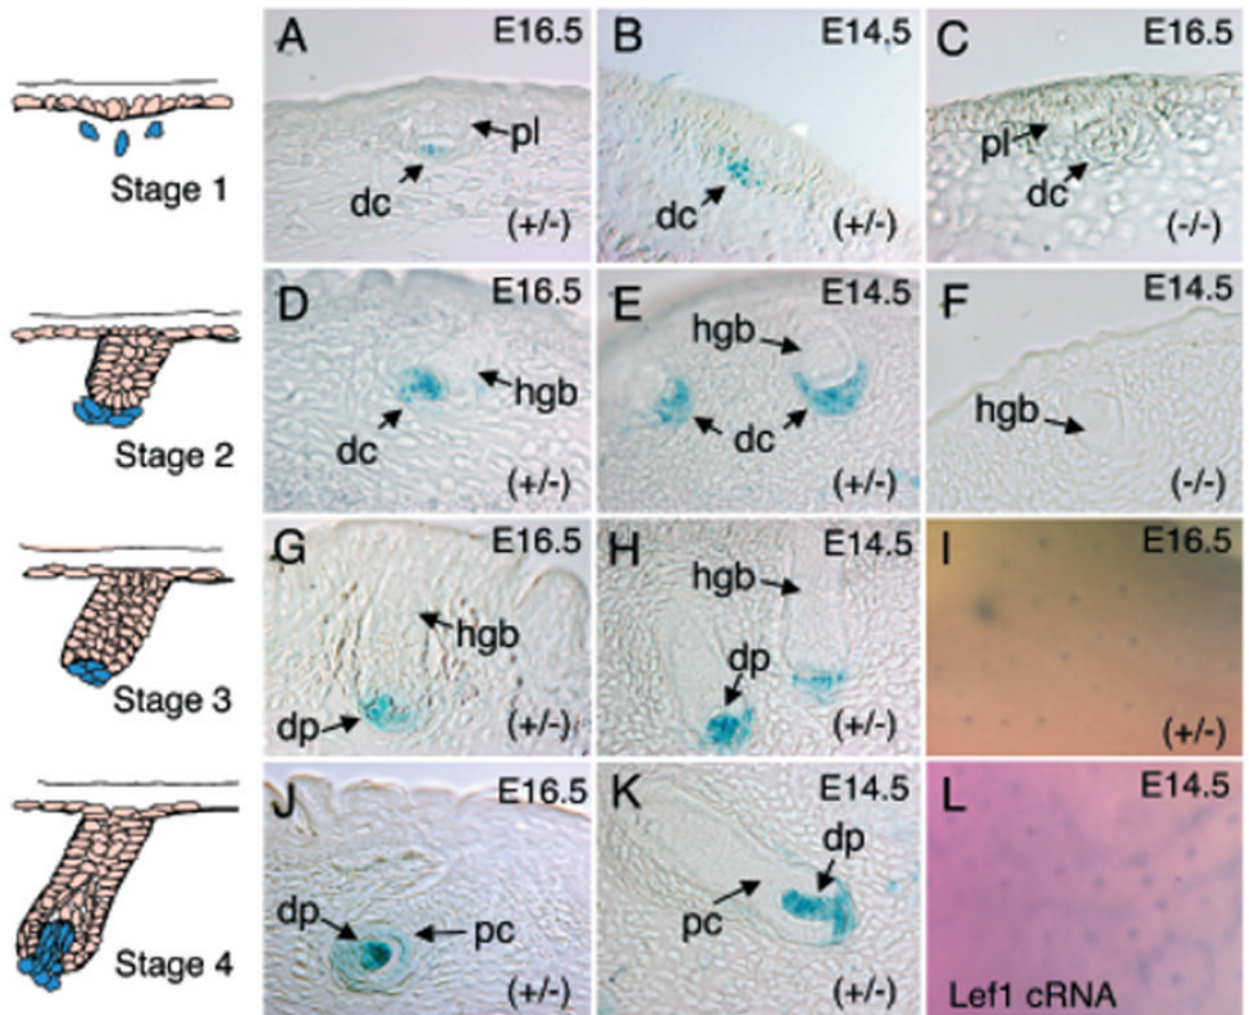 A E16.5
pl
dc
(+/-)
B E14.5
dc
(+/-)
C E16.5
pl
dc
(-/-)
Stage 1
D E16.5
hgb
dc
(+/-)
E E14.5
hgb
dc
(+/-)
F E14.5
hgb
(-/-)
Stage 2
G E16.5
hgb
dp
(+/-)
H E14.5
hgb
dp
(+/-)
I E16.5
(+/-)
Stage 3
J E16.5
dp
pc
(+/-)
K E14.5
dp
pc
(+/-)
L E14.5
Lef1 cRNA
Stage 4